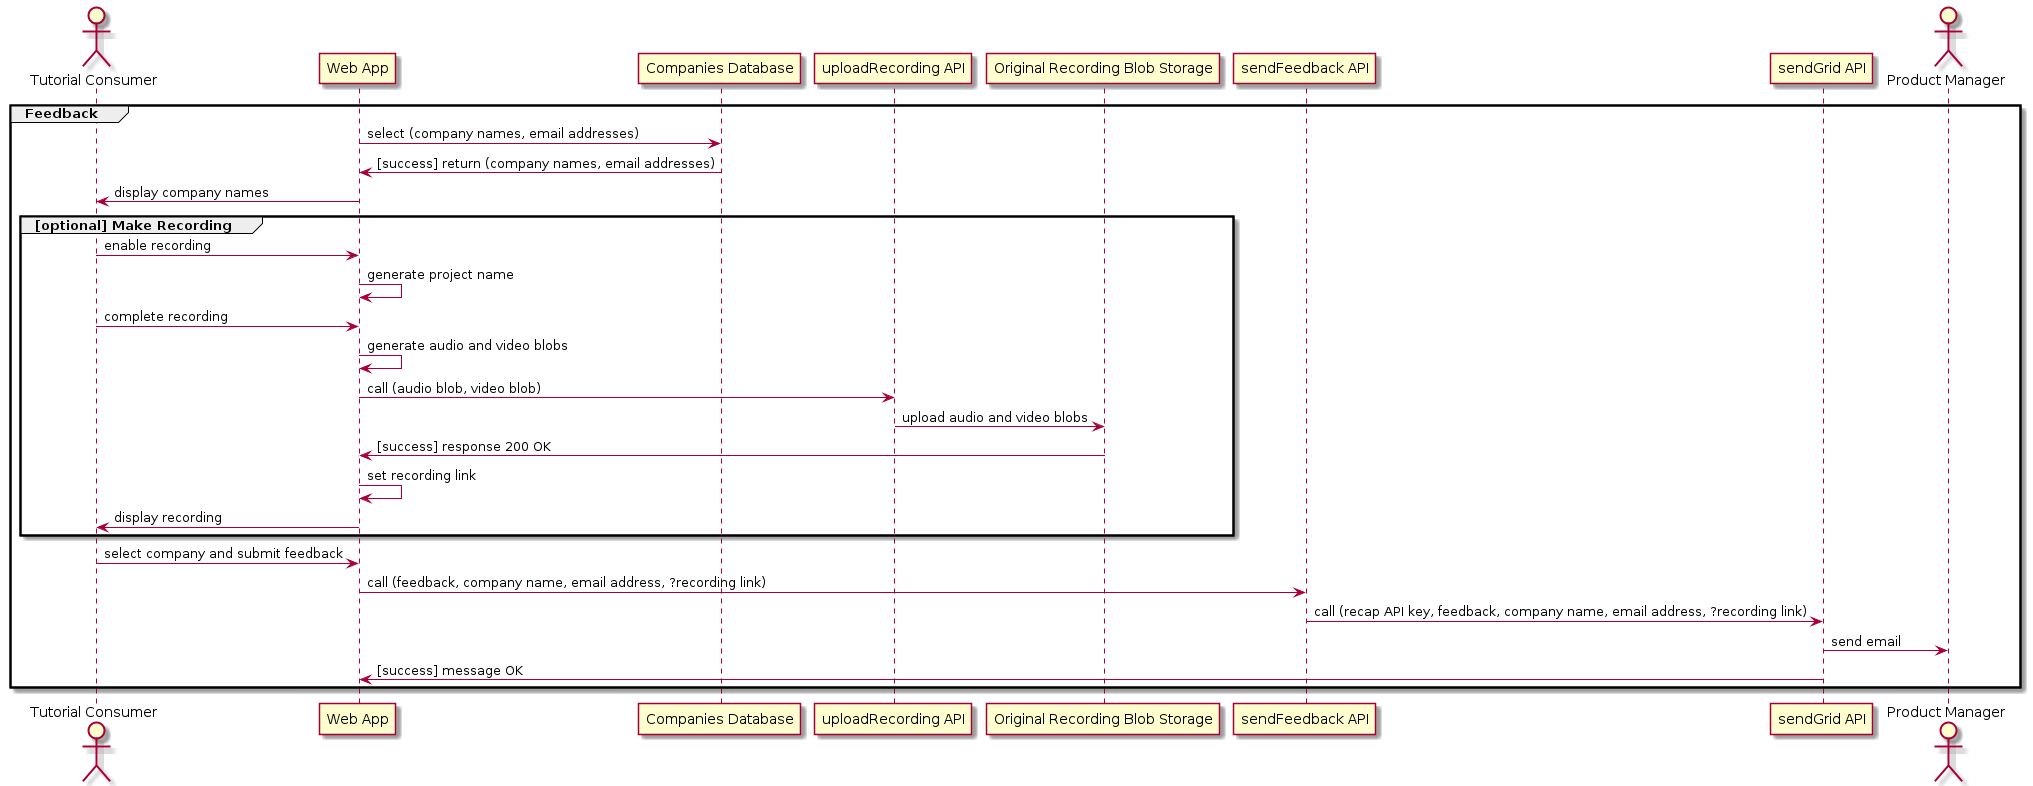 Tutorial Consumer
Web App
Companies Database
uploadRecording API
Original Recording Blob Storage
sendFeedback API
sendGrid API
Product Manager
Feedback
select (company names, email addresses)
[success] return (company names, email addresses)
display company names
[optional] Make Recording
enable recording
generate project name
complete recording
generate audio and video blobs
call (audio blob, video blob)
upload audio and video blobs
[success] response 200 OK
set recording link
display recording
select company and submit feedback
call (feedback, company name, email address, ?recording link)
call (recap API key, feedback, company name, email address, ?recording link)
send email
[success] message OK
Tutorial Consumer
Web App
Companies Database
uploadRecording API
Original Recording Blob Storage
sendFeedback API
sendGrid API
Product Manager